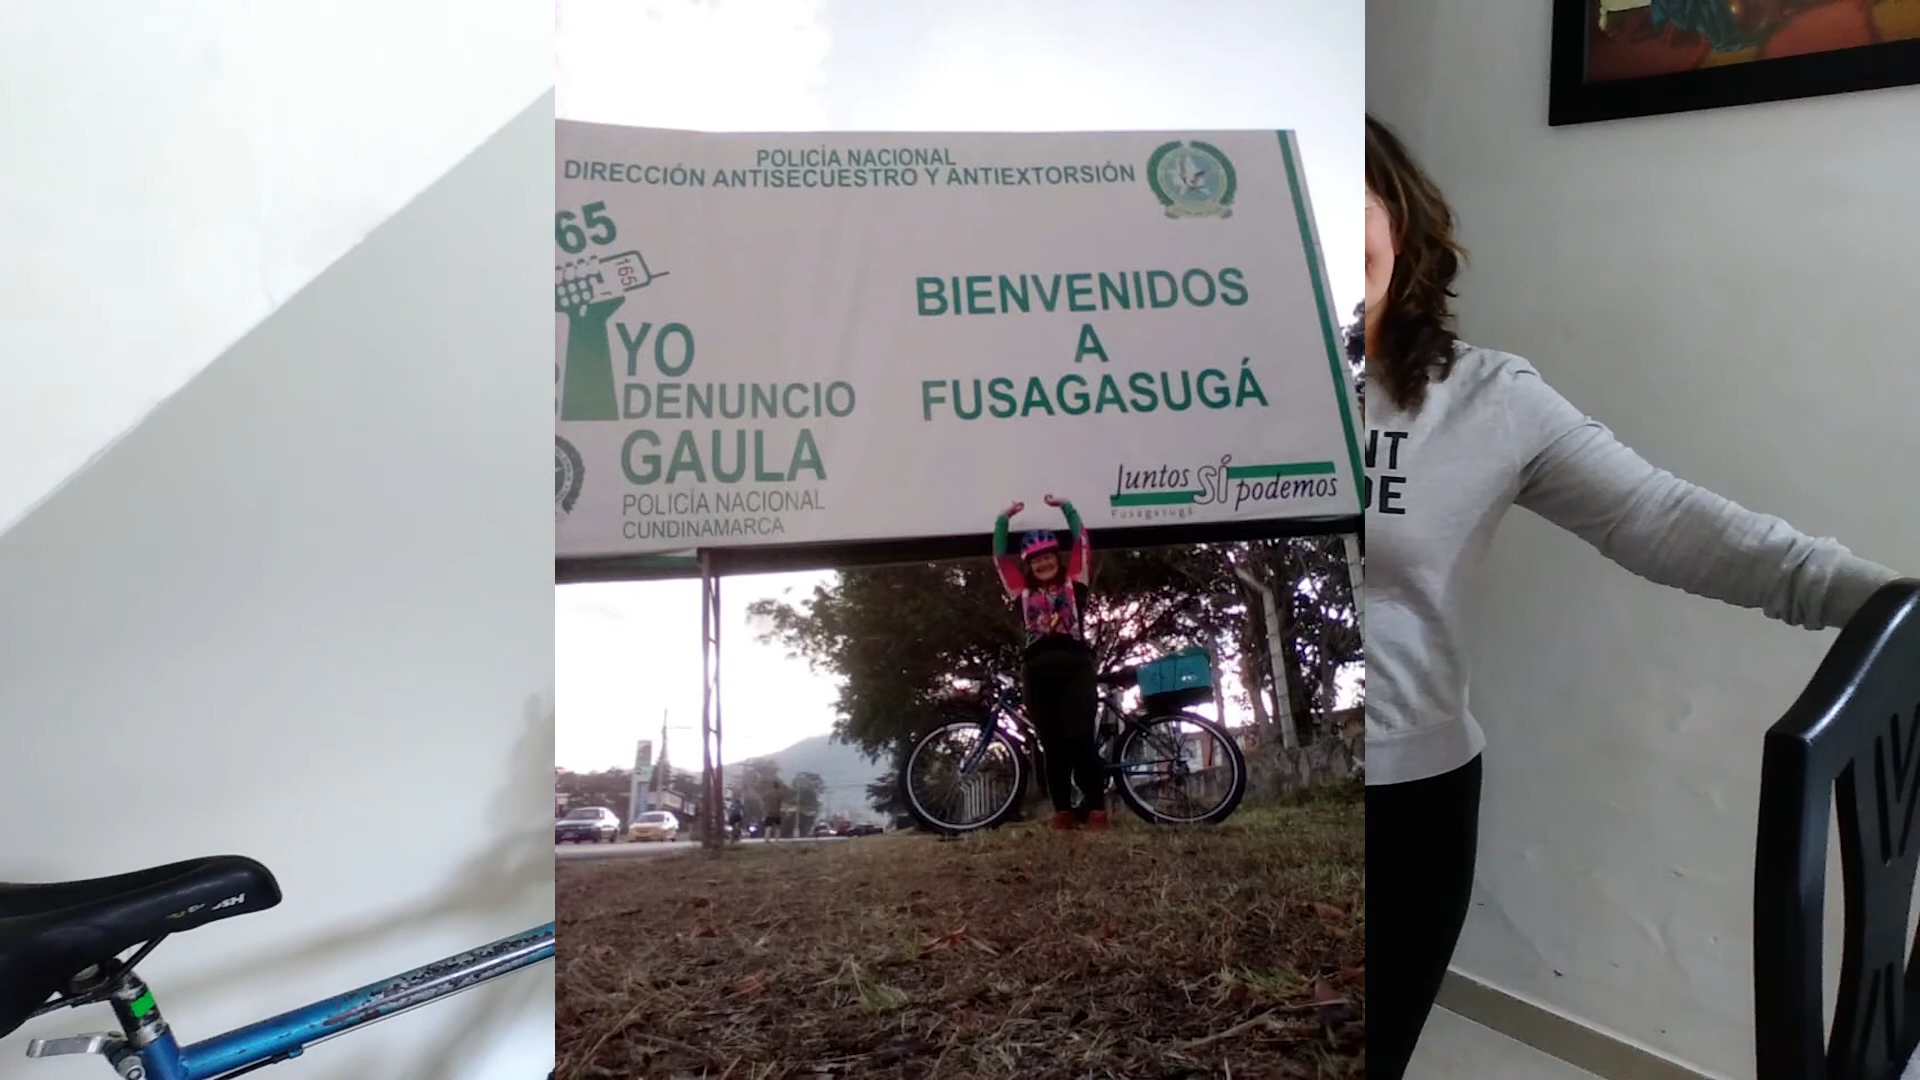 POLICÍA NACIONAL
DIRECCIÓN ANTISECUESTRO Y ANTIEXTORSIÓN
65
165
YO
DENUNCIO
GAULA
POLICÍA NACIONAL
CUNDINAMARCA
BIENVENIDOS
A
FUSAGASUGÁ
Juntos SÍ podemos
Fusagasugá
NT
DE